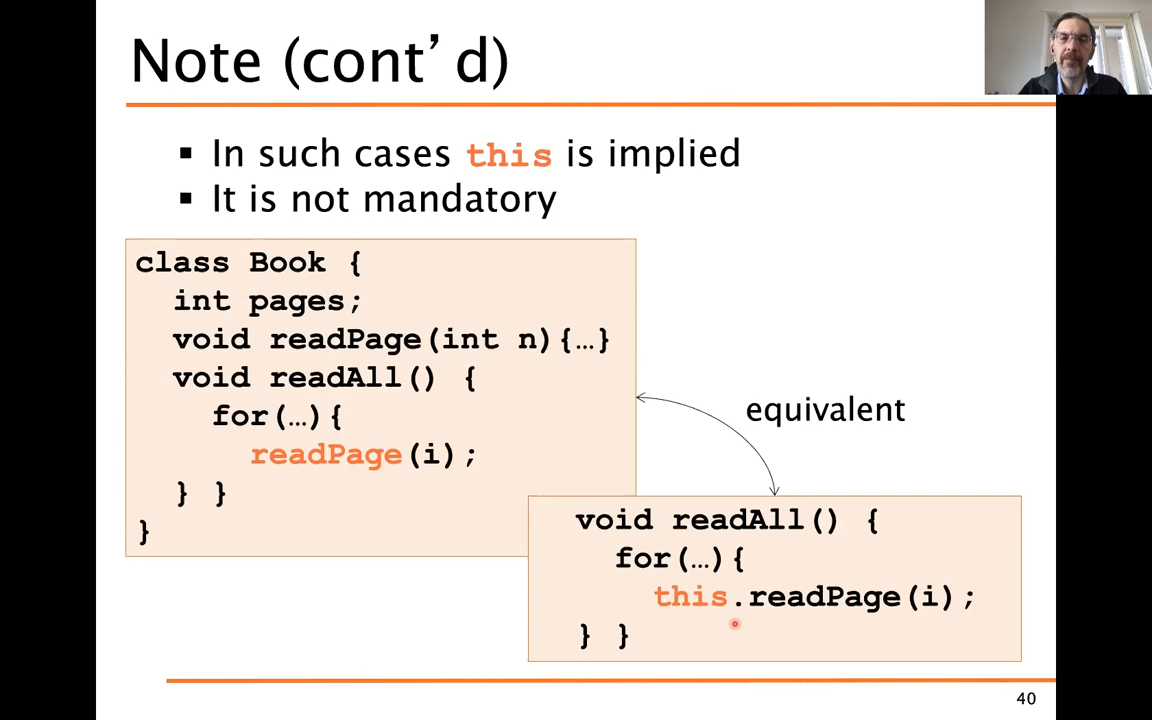 Note (cont’d)
▪ In such cases this is implied
▪ It is not mandatory
class Book {
int pages;
void readPage(int n){…}
void readAll() {
for(…){
readPage(i);
} }
}
equivalent
void readAll() {
for(…){
this.readPage(i);
} }
40